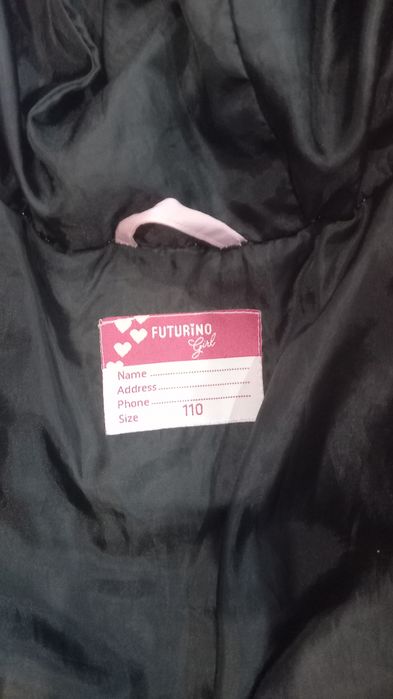 FUTURINO
Girl
Name ........................
Address .....................
Phone ........................
Size 110